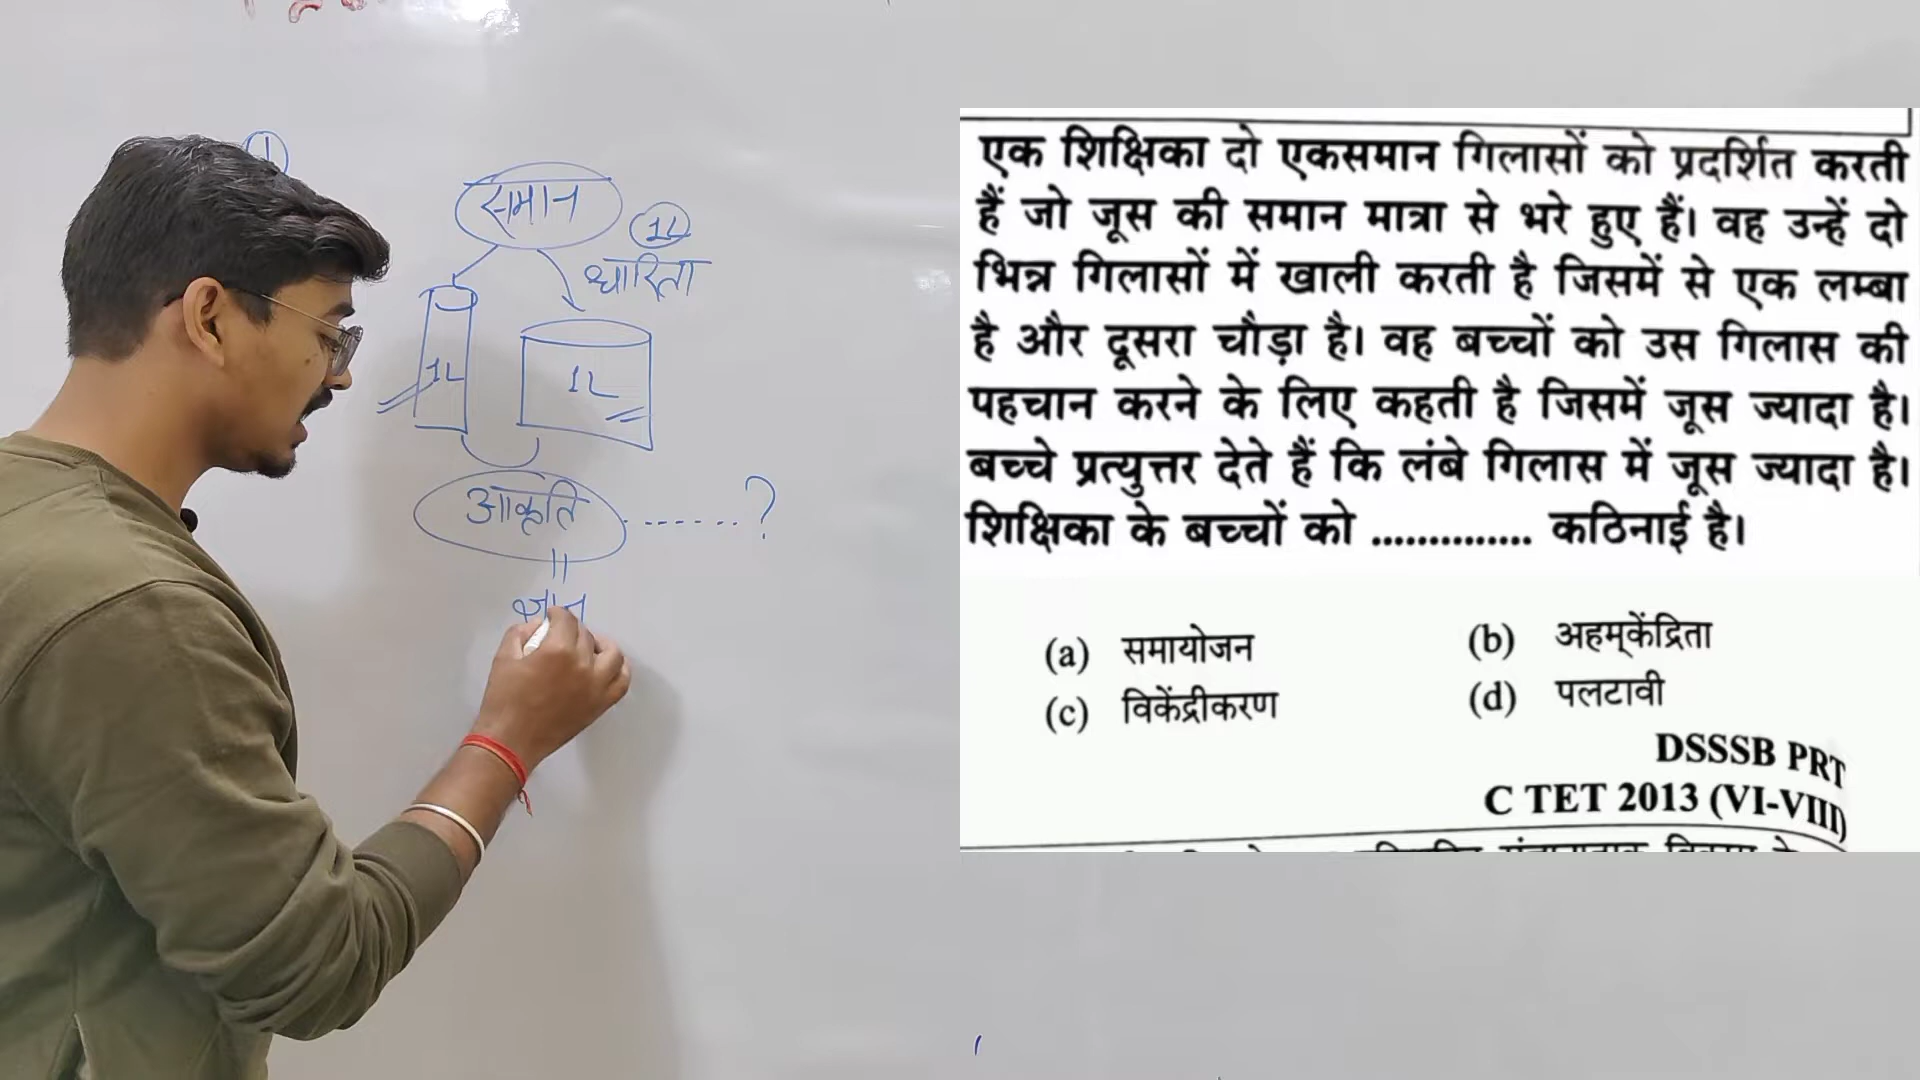 1
समान
1L
धारिता
1L
1L
आकृति ------- ?
ज्ञान
एक शिक्षिका दो एकसमान गिलासों को प्रदर्शित करती
हैं जो जूस की समान मात्रा से भरे हुए हैं। वह उन्हें दो
भिन्न गिलासों में खाली करती है जिसमें से एक लम्बा
है और दूसरा चौड़ा है। वह बच्चों को उस गिलास की
पहचान करने के लिए कहती है जिसमें जूस ज्यादा है।
बच्चे प्रत्युत्तर देते हैं कि लंबे गिलास में जूस ज्यादा है।
शिक्षिका के बच्चों को .............. कठिनाई है।
(a) समायोजन (b) अहम्केंद्रिता
(c) विकेंद्रीकरण (d) पलटावी
DSSSB PRT
C TET 2013 (VI-VIII)